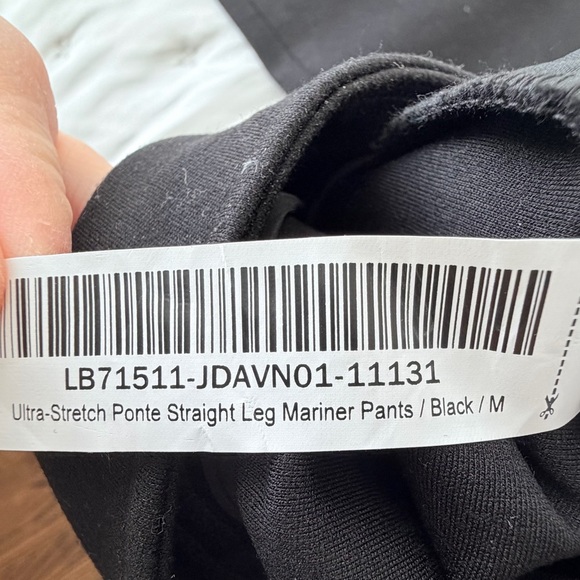 LB71511-JDAVN01-11131
Ultra-Stretch Ponte Straight Leg Mariner Pants / Black / M